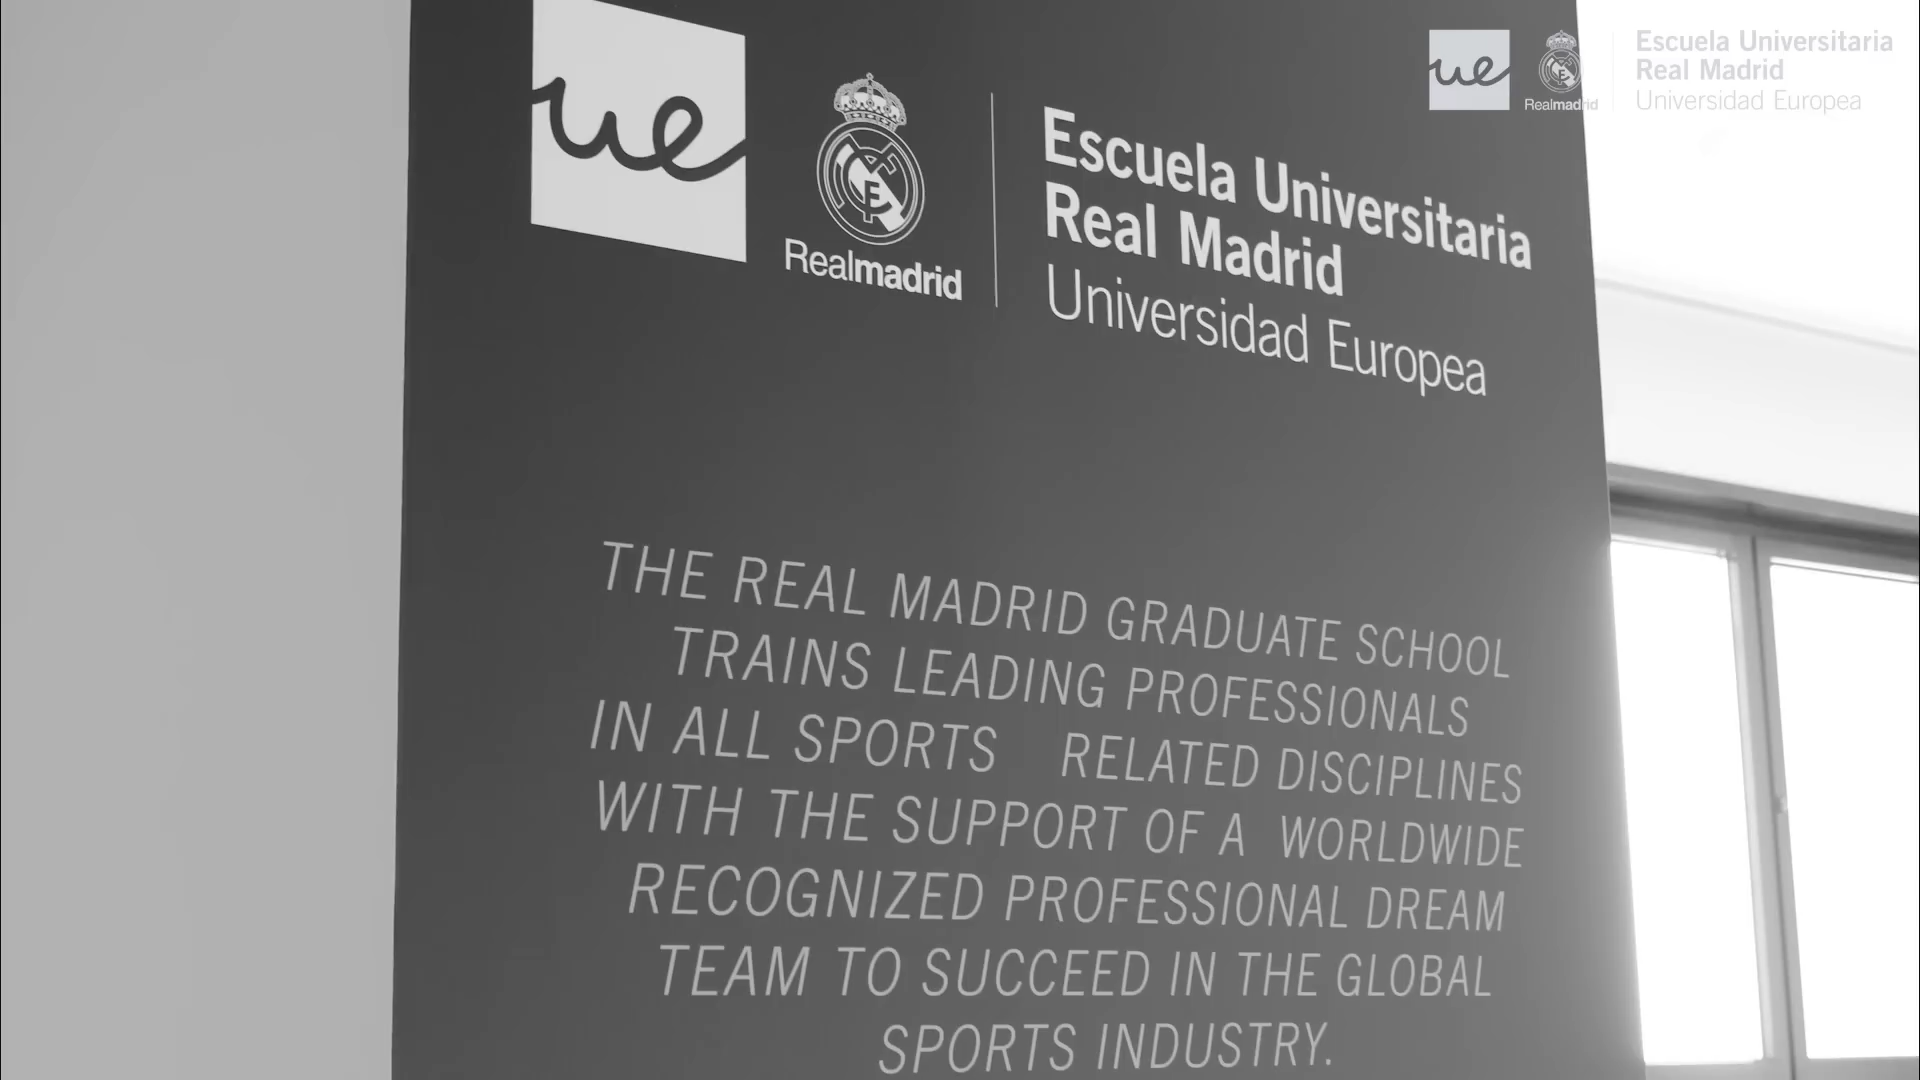 ue
Realmadrid
Escuela Universitaria
Real Madrid
Universidad Europea
ue
Realmadrid
Escuela Universitaria
Real Madrid
Universidad Europea
THE REAL MADRID GRADUATE SCHOOL
TRAINS LEADING PROFESSIONALS
IN ALL SPORTS RELATED DISCIPLINES
WITH THE SUPPORT OF A WORLDWIDE
RECOGNIZED PROFESSIONAL DREAM
TEAM TO SUCCEED IN THE GLOBAL
SPORTS INDUSTRY.